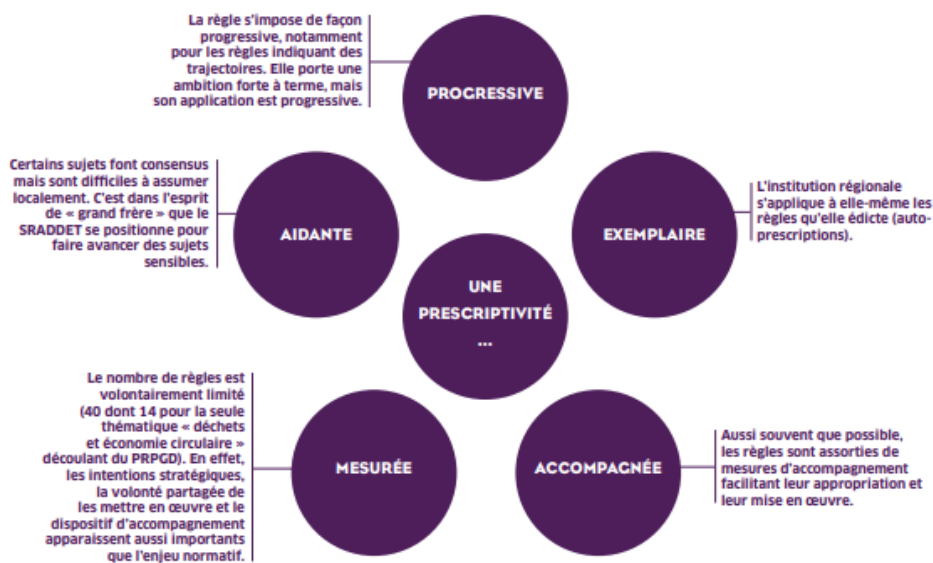 La règle s'impose de façon
progressive, notamment
pour les règles indiquant des
trajectoires. Elle porte une
ambition forte à terme, mais
son application est progressive.
PROGRESSIVE
Certains sujets font consensus
mais sont difficiles à assumer
localement. C'est dans l'esprit
de « grand frère » que le
SRADDET se positionne pour
faire avancer des sujets
sensibles.
AIDANTE
EXEMPLAIRE
L'institution régionale
s'applique à elle-même les
règles qu'elle édicte (auto-
prescriptions).
UNE
PRESCRIPTIVITÉ
...
Le nombre de règles est
volontairement limité
(40 dont 14 pour la seule
thématique « déchets
et économie circulaire »
découlant du PRPGD). En effet,
les intentions stratégiques,
la volonté partagée de
les mettre en œuvre et le
dispositif d'accompagnement
apparaissent aussi importants
que l'enjeu normatif.
MESURÉE
ACCOMPAGNÉE
Aussi souvent que possible,
les règles sont assorties de
mesures d'accompagnement
facilitant leur appropriation et
leur mise en œuvre.